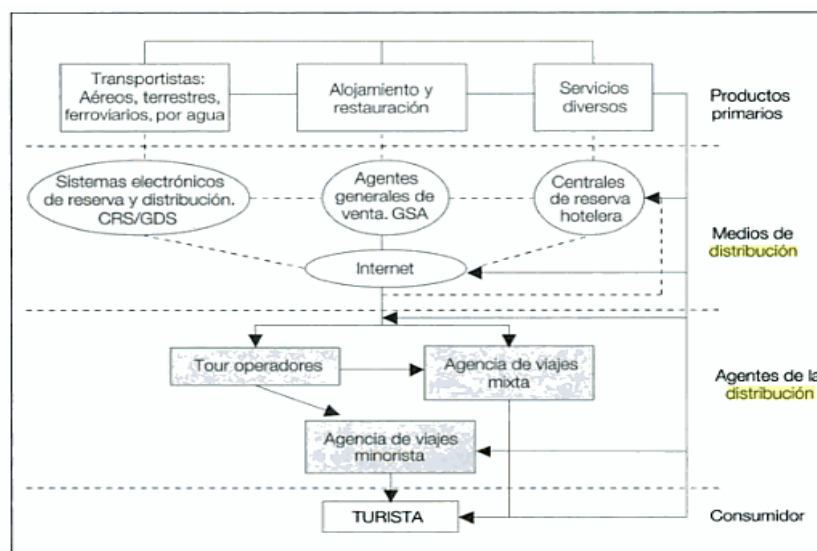 Transportistas:
Aéreos, terrestres,
ferroviarios, por agua
Alojamiento y
restauración
Servicios
diversos
Productos
primarios
Sistemas electrónicos
de reserva y distribución.
CRS/GDS
Agentes
generales de
venta. GSA
Centrales
de reserva
hotelera
Internet
Medios de
distribución
Tour operadores
Agencia de viajes
mixta
Agentes de la
distribución
Agencia de viajes
minorista
TURISTA
Consumidor